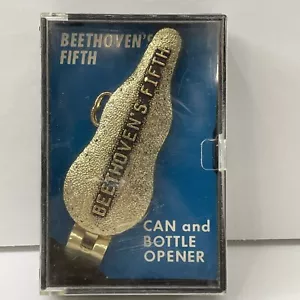 BEETHOVEN'S
FIFTH
BEETHOVEN'S FIFTH
CAN and
BOTTLE
OPENER